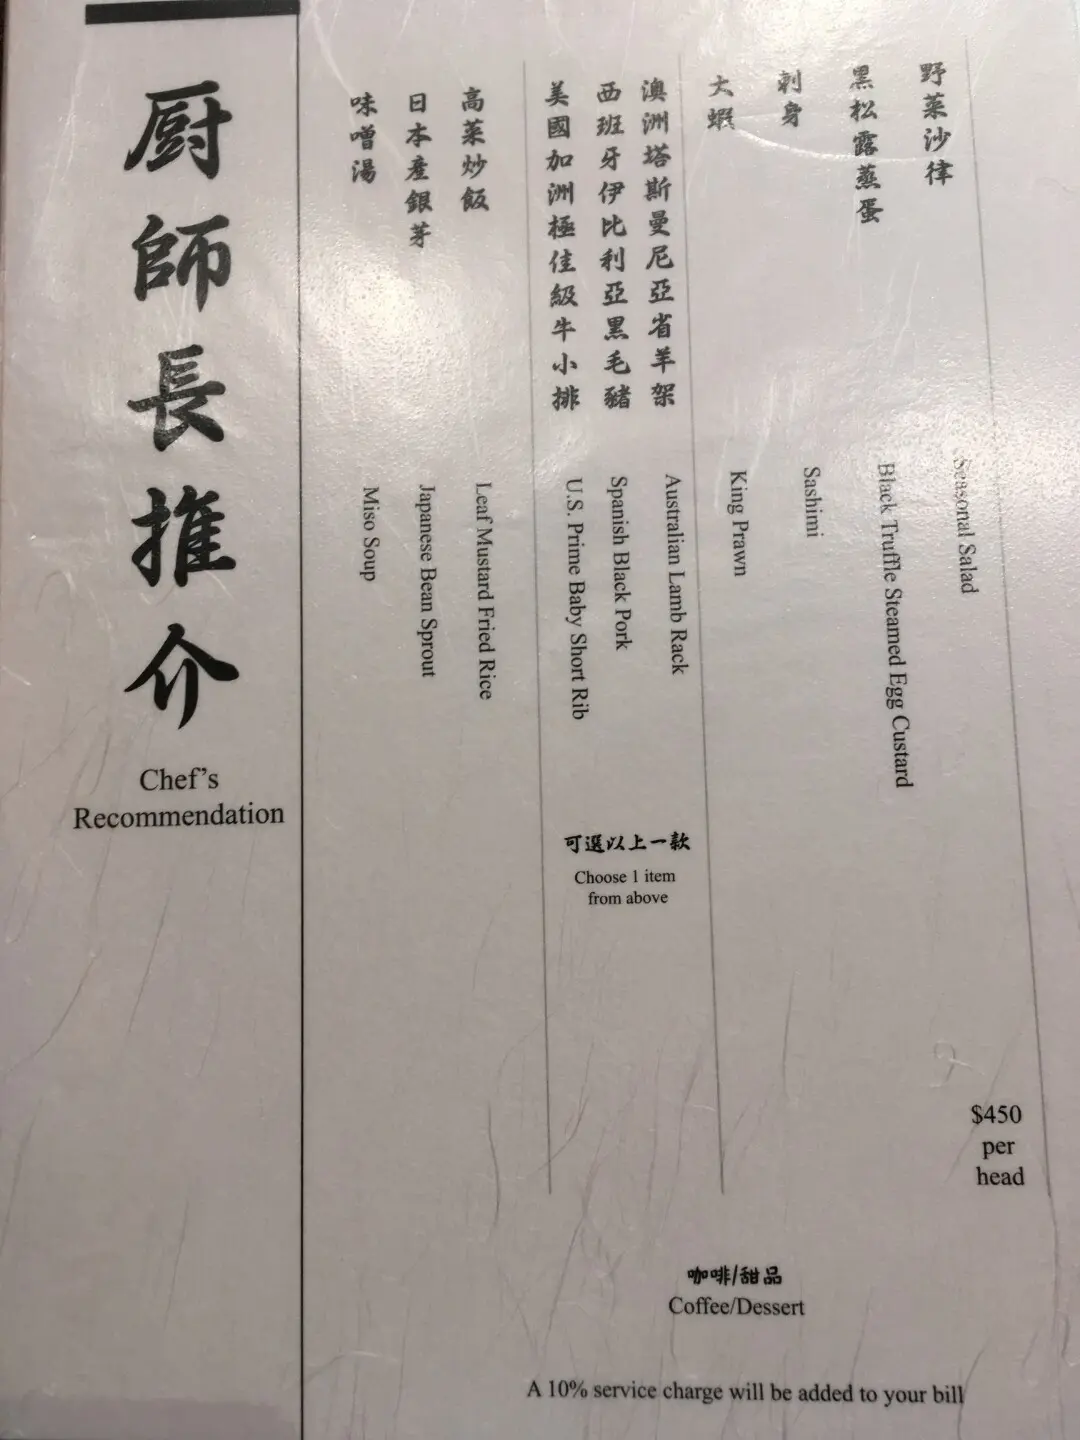 廚師長推介
Chef's
Recommendation
野菜沙律
Seasonal Salad
黑松露蒸蛋
Black Truffle Steamed Egg Custard
刺身
Sashimi
大蝦
King Prawn
澳洲塔斯曼尼亞省羊架
Australian Lamb Rack
西班牙伊比利亞黑毛豬
Spanish Black Pork
美國加洲極佳級牛小排
U.S. Prime Baby Short Rib
可選以上一款
Choose 1 item
from above
高菜炒飯
Leaf Mustard Fried Rice
日本產銀芽
Japanese Bean Sprout
味噌湯
Miso Soup
$450
per
head
咖啡/甜品
Coffee/Dessert
A 10% service charge will be added to your bill